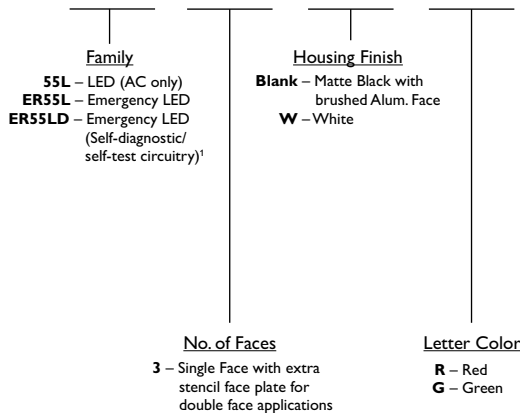 Family
55L – LED (AC only)
ER55L – Emergency LED
ER55LD – Emergency LED
(Self-diagnostic/
self-test circuitry)¹
Housing Finish
Blank – Matte Black with
brushed Alum. Face
W – White
No. of Faces
3 – Single Face with extra
stencil face plate for
double face applications
Letter Color
R – Red
G – Green